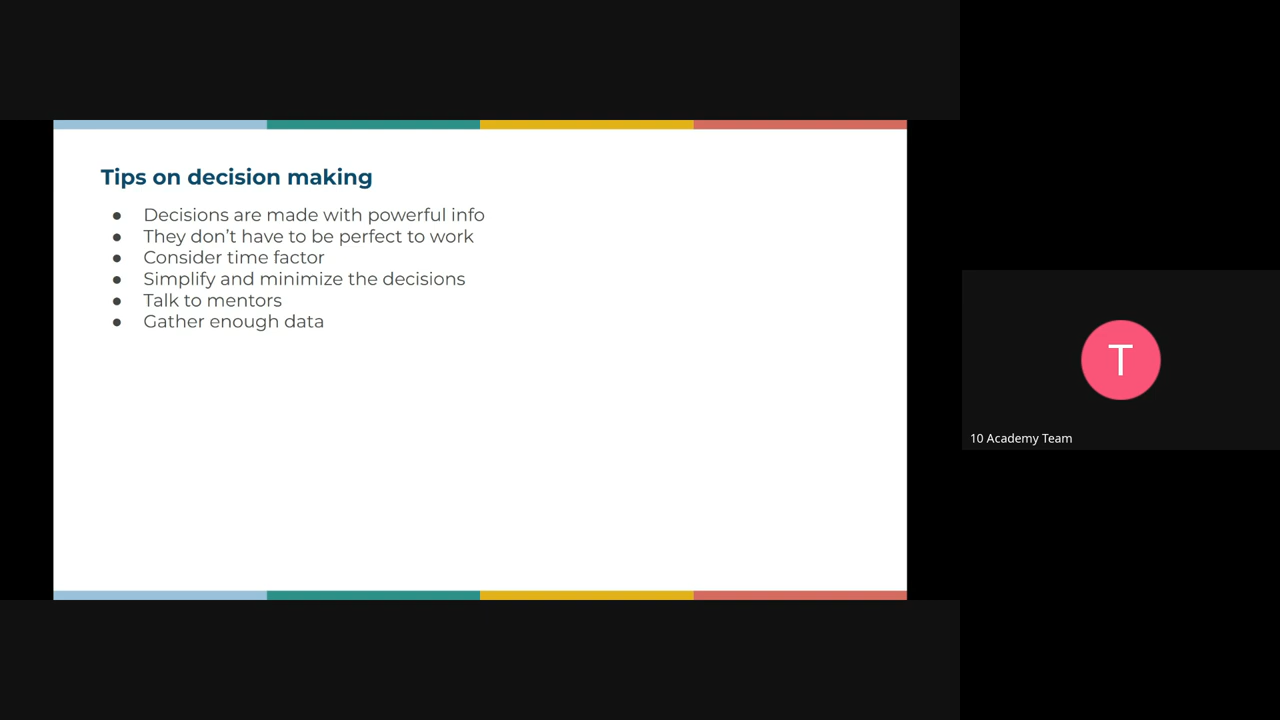 Tips on decision making
● Decisions are made with powerful info
● They don’t have to be perfect to work
● Consider time factor
● Simplify and minimize the decisions
● Talk to mentors
● Gather enough data
T
10 Academy Team